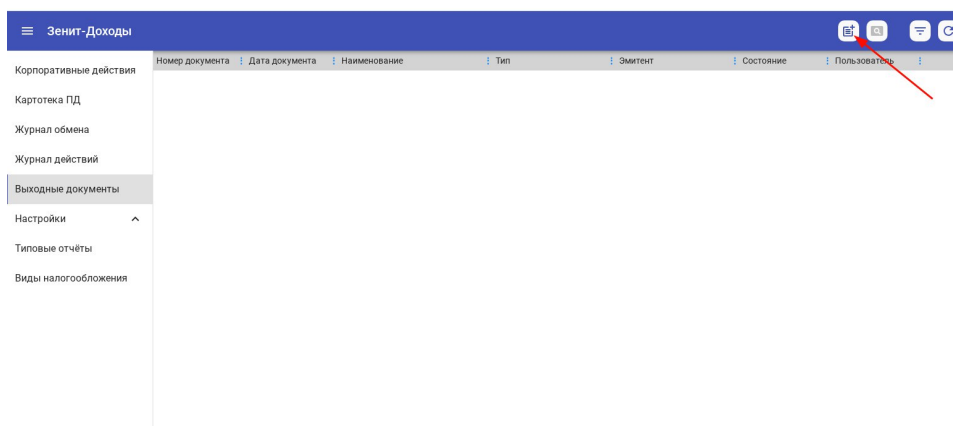 Зенит-Доходы
Номер документа Дата документа Наименование Тип Эмитент Состояние Пользователь
Корпоративные действия
Картотека ПД
Журнал обмена
Журнал действий
Выходные документы
Настройки
Типовые отчёты
Виды налогообложения